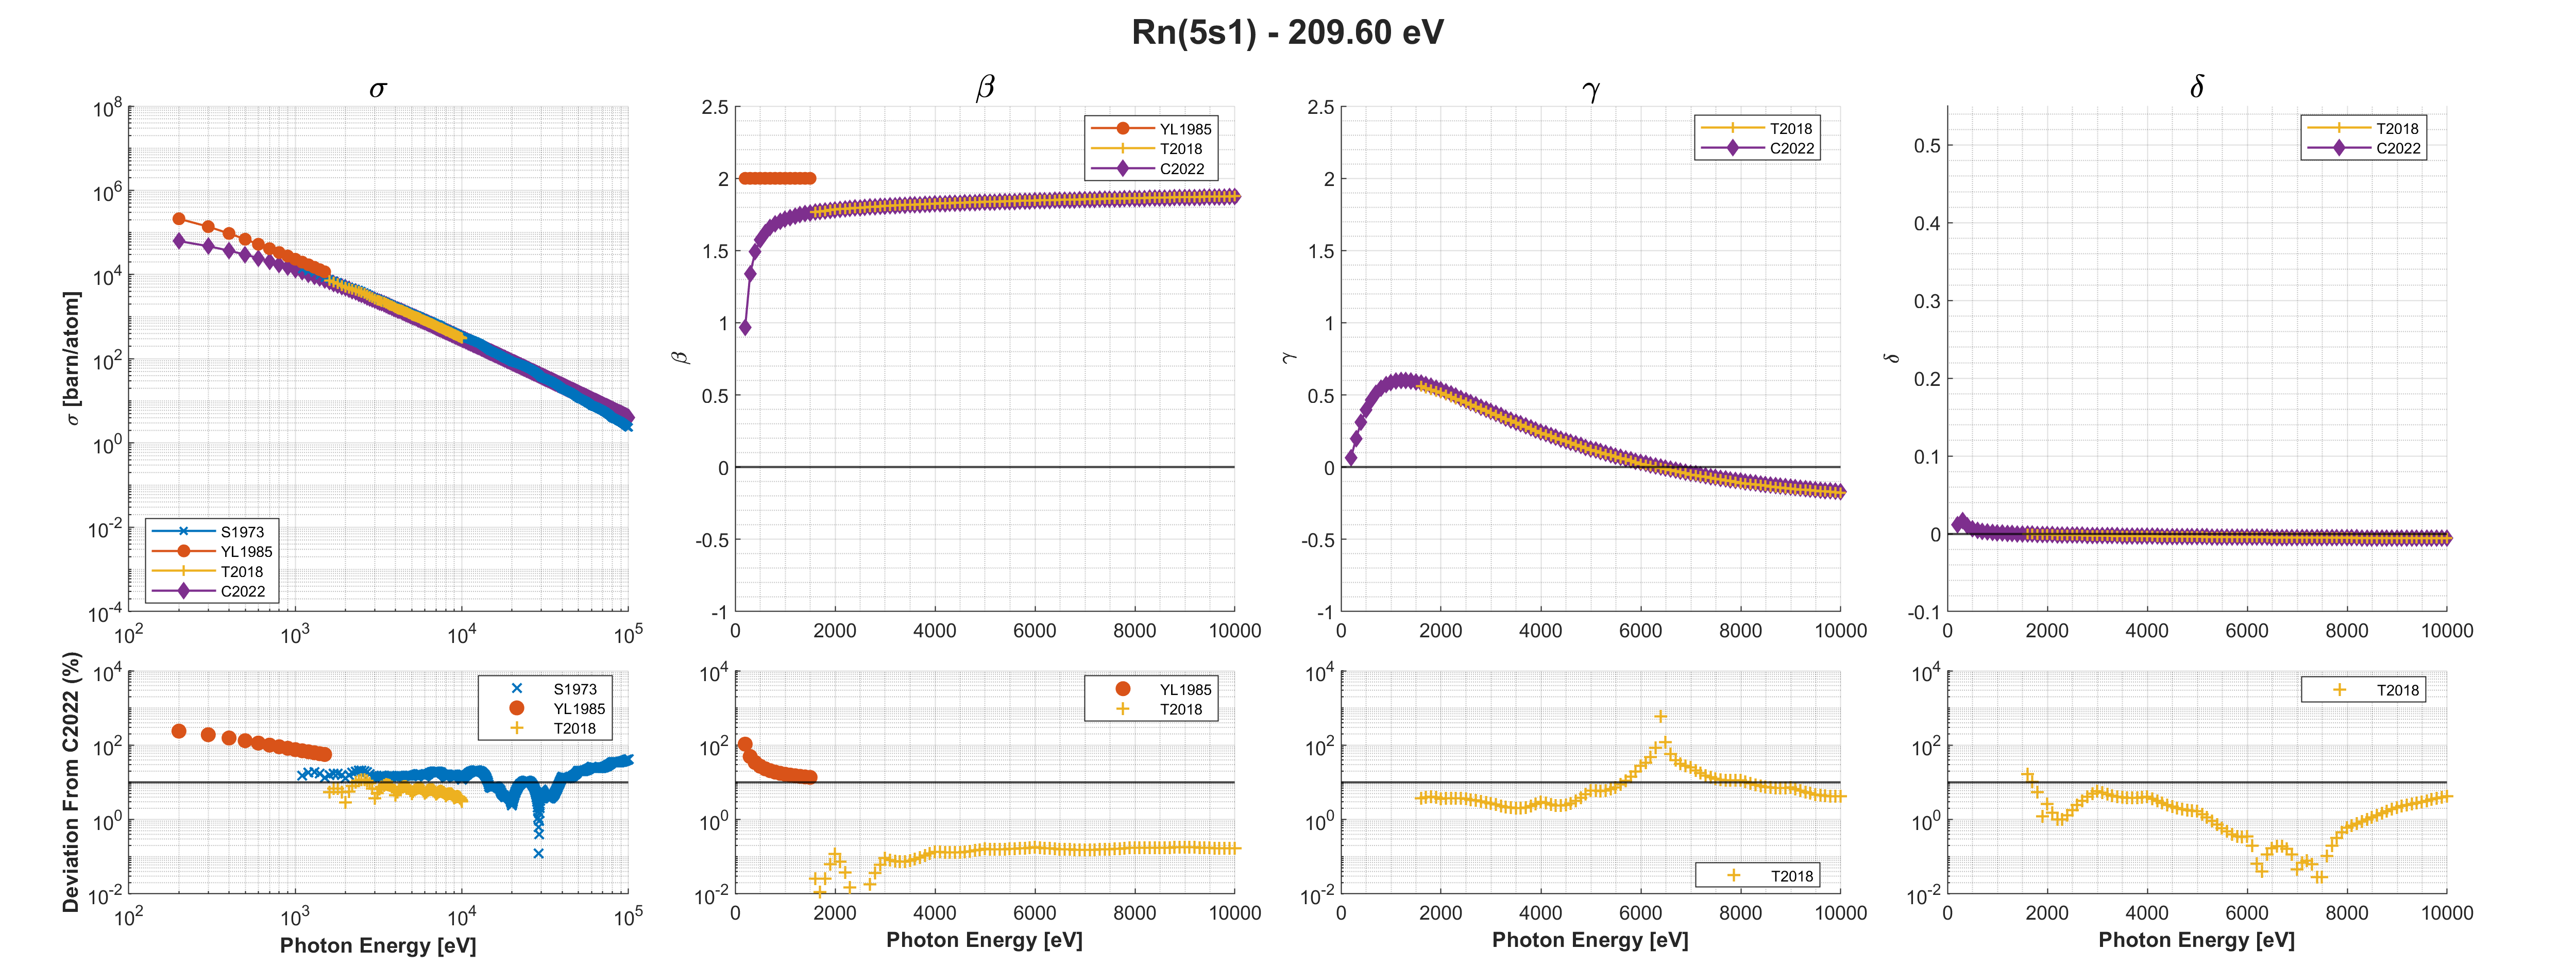 Rn(5s1) - 209.60 eV
σ
σ [barn/atom]
10^8
10^6
10^4
10^2
10^0
10^-2
10^-4
10^2 10^3 10^4 10^5
S1973
YL1985
T2018
C2022
β
β
2.5
2
1.5
1
0.5
0
-0.5
-1
0 2000 4000 6000 8000 10000
YL1985
T2018
C2022
γ
γ
2.5
2
1.5
1
0.5
0
-0.5
-1
0 2000 4000 6000 8000 10000
T2018
C2022
δ
δ
0.5
0.4
0.3
0.2
0.1
0
-0.1
0 2000 4000 6000 8000 10000
T2018
C2022
Deviation From C2022 (%)
10^4
10^2
10^0
10^-2
10^2 10^3 10^4 10^5
Photon Energy [eV]
S1973
YL1985
T2018
10^4
10^2
10^0
10^-2
0 2000 4000 6000 8000 10000
Photon Energy [eV]
YL1985
T2018
10^4
10^2
10^0
10^-2
0 2000 4000 6000 8000 10000
Photon Energy [eV]
T2018
10^4
10^2
10^0
10^-2
0 2000 4000 6000 8000 10000
Photon Energy [eV]
T2018